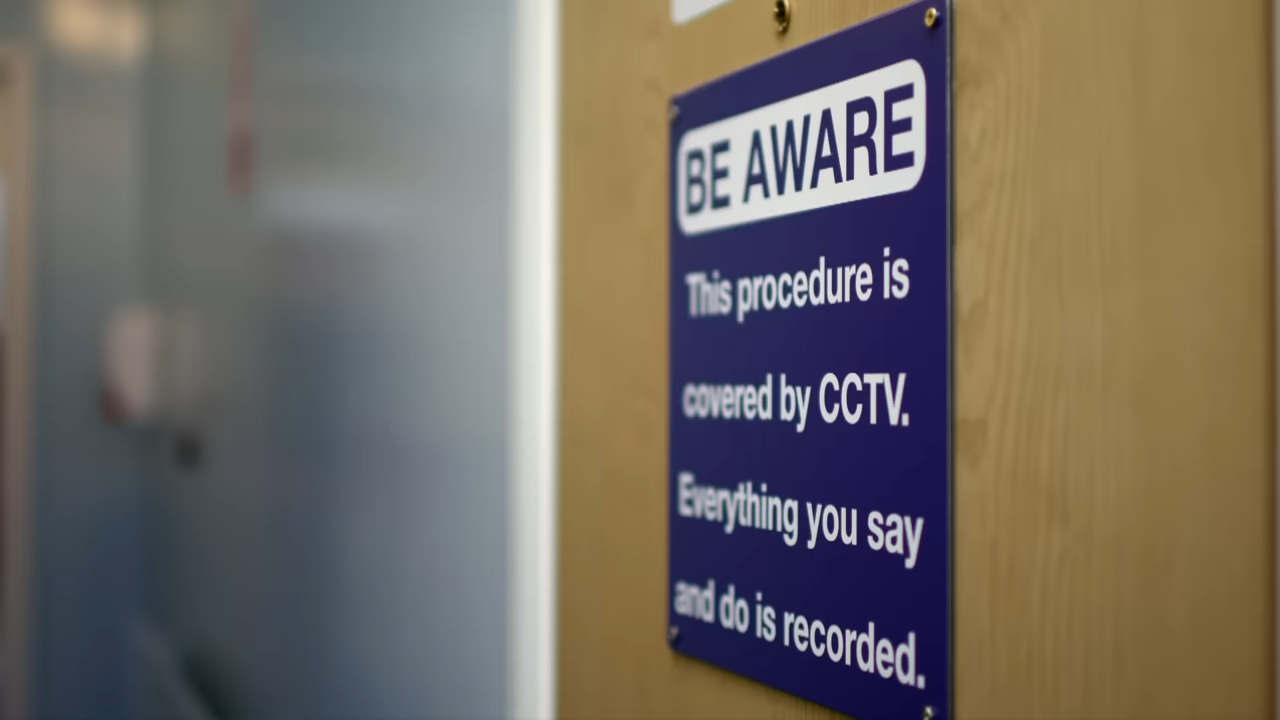 BE AWARE
This procedure is
covered by CCTV.
Everything you say
and do is recorded.